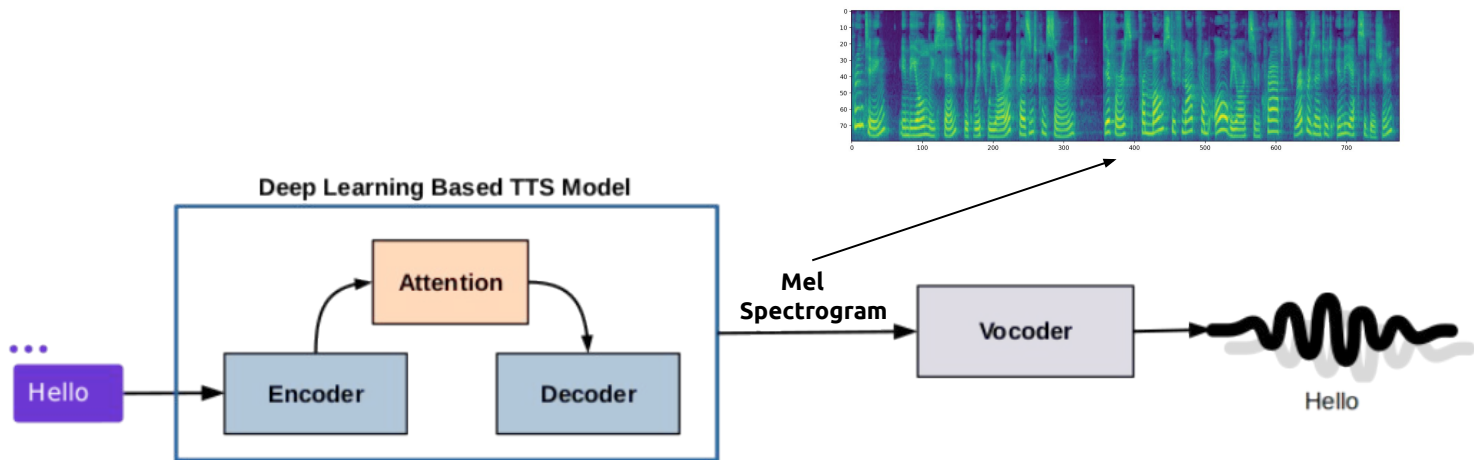 0
10
20
30
40
50
60
70
0 100 200 300 400 500 600 700
Deep Learning Based TTS Model
Attention
Mel
Spectrogram
Vocoder
Hello
Encoder
Decoder
Hello